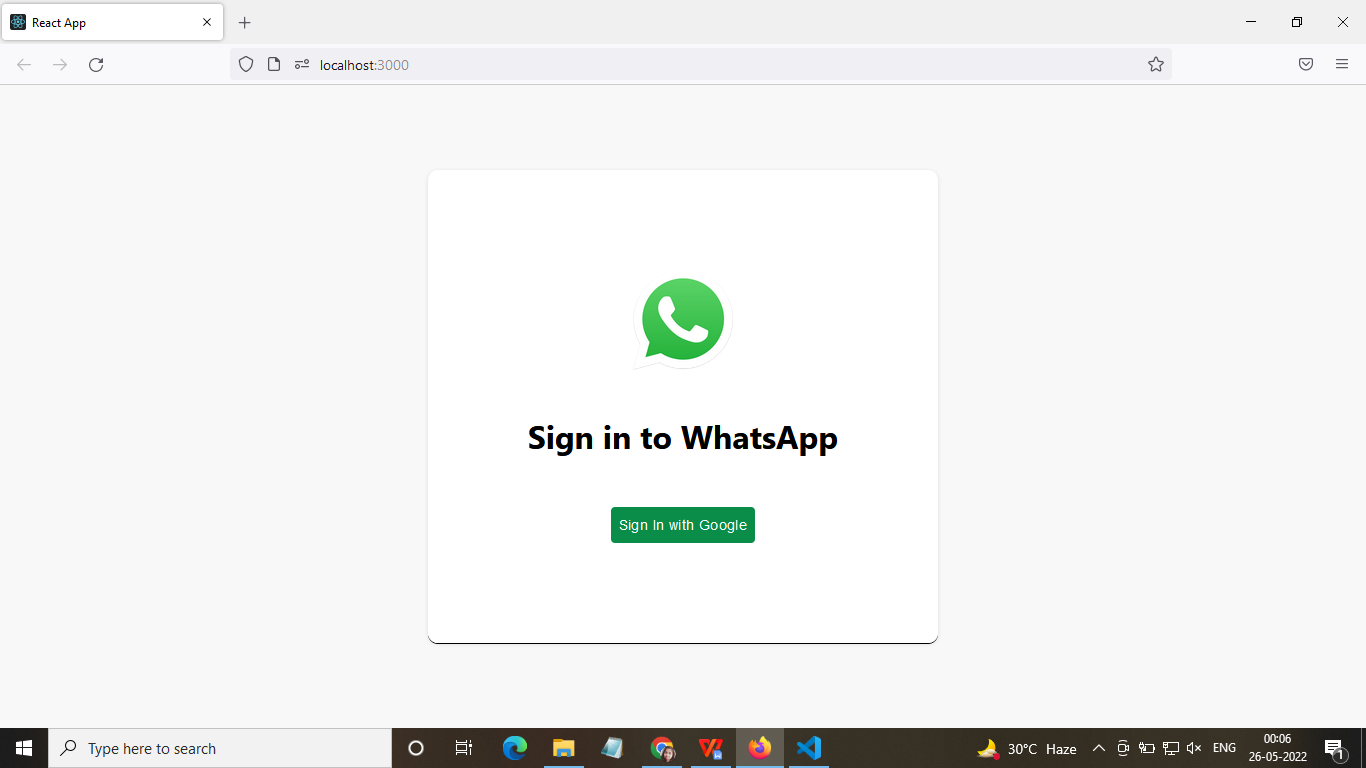 React App
localhost:3000
Sign in to WhatsApp
Sign In with Google
Type here to search
30°C Haze
ENG
00:06
26-05-2022
1